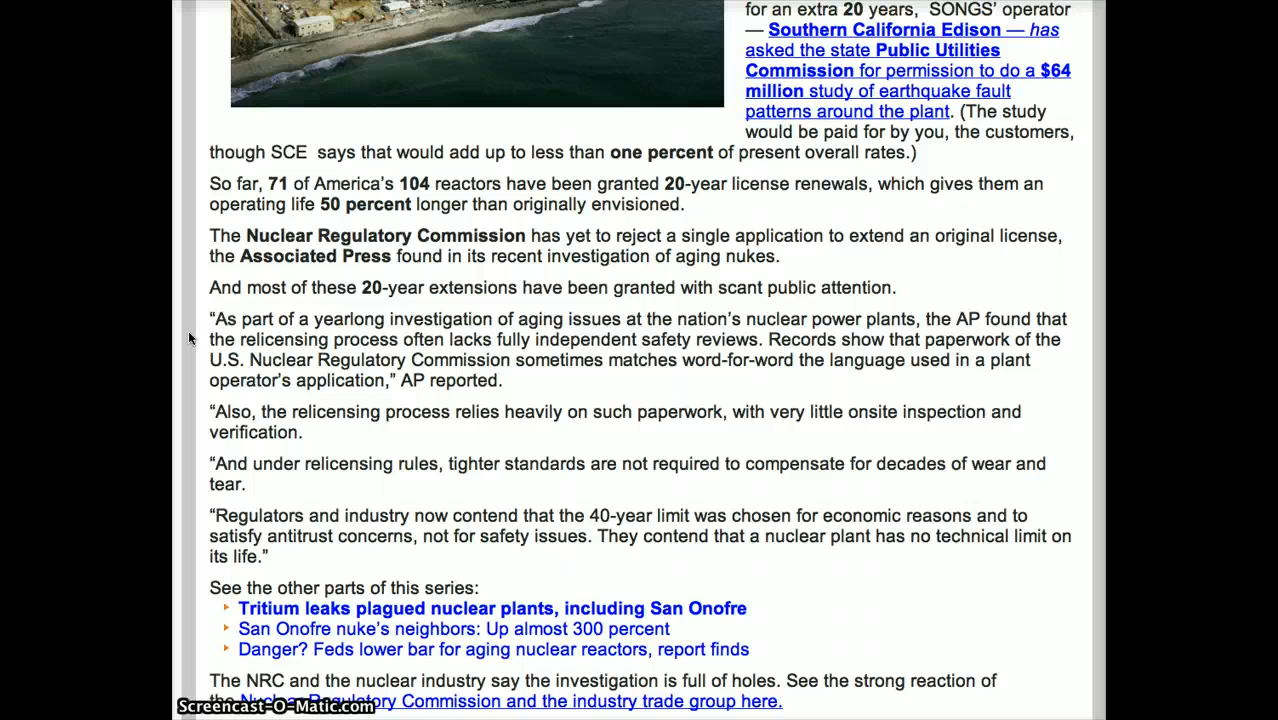 for an extra 20 years, SONGS' operator
— Southern California Edison — has
asked the state Public Utilities
Commission for permission to do a $64
million study of earthquake fault
patterns around the plant. (The study
would be paid for by you, the customers,
though SCE says that would add up to less than one percent of present overall rates.)
So far, 71 of America's 104 reactors have been granted 20-year license renewals, which gives them an
operating life 50 percent longer than originally envisioned.
The Nuclear Regulatory Commission has yet to reject a single application to extend an original license,
the Associated Press found in its recent investigation of aging nukes.
And most of these 20-year extensions have been granted with scant public attention.
“As part of a yearlong investigation of aging issues at the nation's nuclear power plants, the AP found that
the relicensing process often lacks fully independent safety reviews. Records show that paperwork of the
U.S. Nuclear Regulatory Commission sometimes matches word-for-word the language used in a plant
operator's application,” AP reported.
“Also, the relicensing process relies heavily on such paperwork, with very little onsite inspection and
verification.
“And under relicensing rules, tighter standards are not required to compensate for decades of wear and
tear.
“Regulators and industry now contend that the 40-year limit was chosen for economic reasons and to
satisfy antitrust concerns, not for safety issues. They contend that a nuclear plant has no technical limit on
its life.”
See the other parts of this series:
Tritium leaks plagued nuclear plants, including San Onofre
San Onofre nuke's neighbors: Up almost 300 percent
Danger? Feds lower bar for aging nuclear reactors, report finds
The NRC and the nuclear industry say the investigation is full of holes. See the strong reaction of
the Nuclear Regulatory Commission and the industry trade group here.
Screencast-O-Matic.com